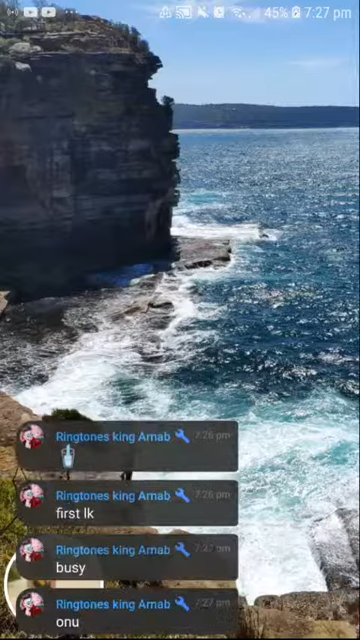 45% 7:27 pm
Ringtones king Arnab 🔧 7:26 pm
Ringtones king Arnab 🔧 7:26 pm
first lk
Ringtones king Arnab 🔧 7:27 pm
busy
Ringtones king Arnab 🔧 7:27 pm
onu